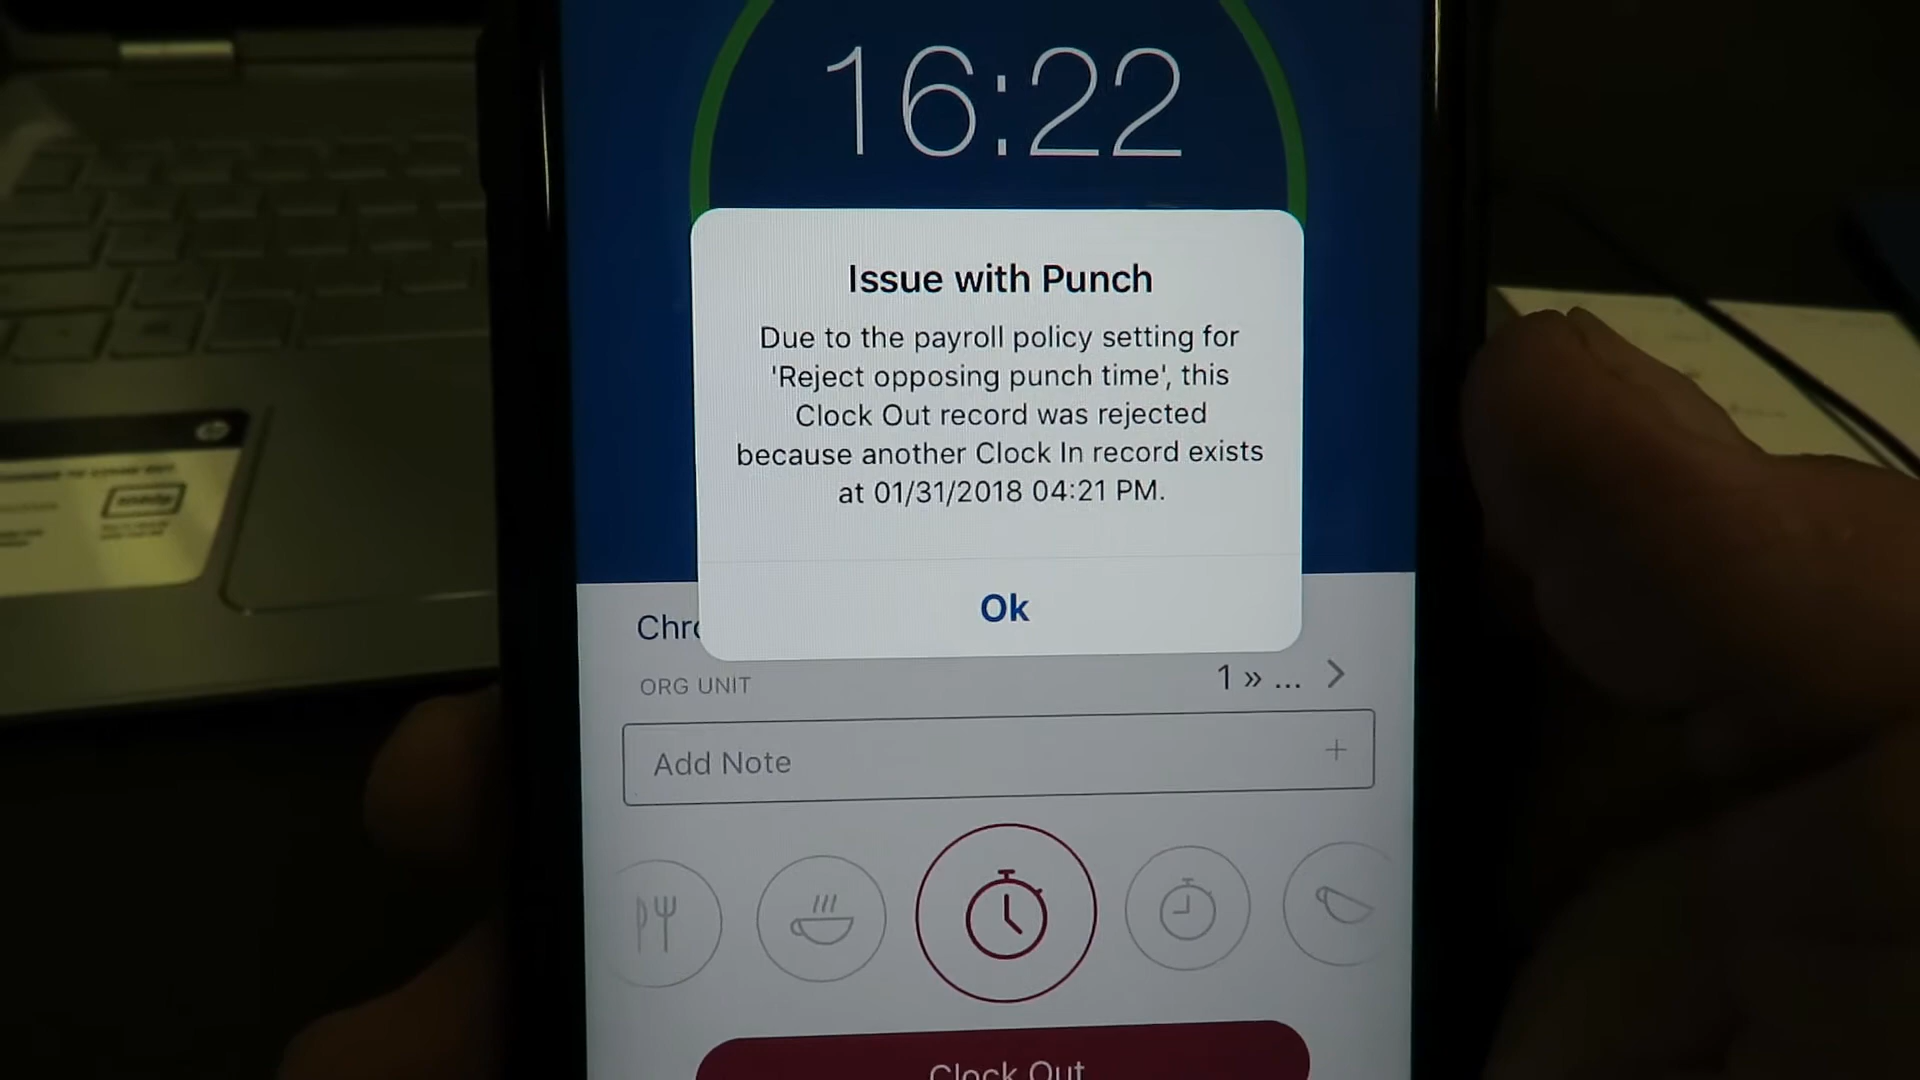 16:22
Issue with Punch
Due to the payroll policy setting for
'Reject opposing punch time', this
Clock Out record was rejected
because another Clock In record exists
at 01/31/2018 04:21 PM.
Ok
Chro
ORG UNIT
1 » ...
Add Note
+
Clock Out